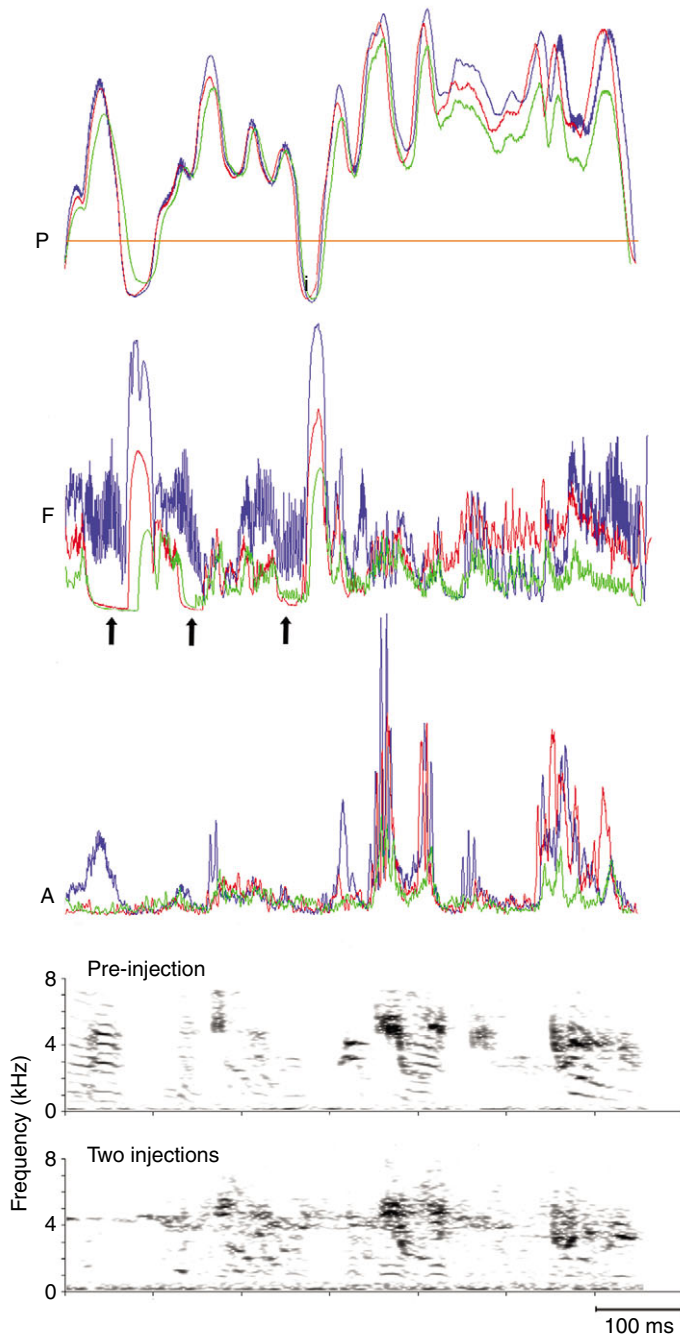 P
i
F
A
Pre-injection
8
4
0
Frequency (kHz)
Two injections
8
4
0
100 ms